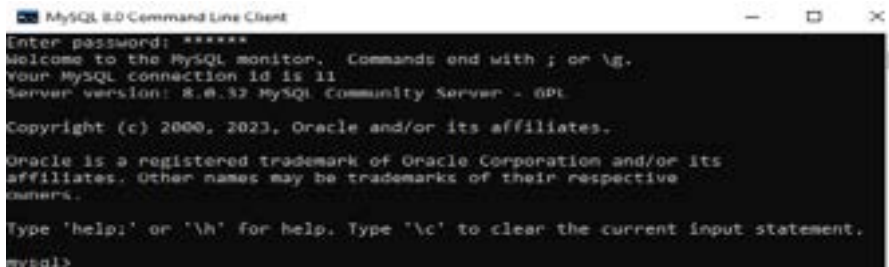 MySQL 8.0 Command Line Client
Enter password: ******
Welcome to the MySQL monitor.  Commands end with ; or \g.
Your MySQL connection id is 11
Server version: 8.0.32 MySQL Community Server - GPL
Copyright (c) 2000, 2023, Oracle and/or its affiliates.
Oracle is a registered trademark of Oracle Corporation and/or its
affiliates. Other names may be trademarks of their respective
owners.
Type 'help;' or '\h' for help. Type '\c' to clear the current input statement.
mysql>